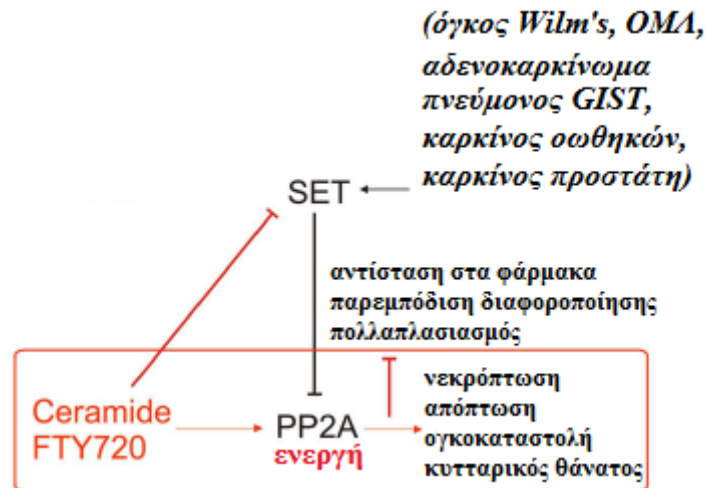 (όγκος Wilm's, ΟΜΛ,
αδενοκαρκίνωμα
πνεύμονος GIST,
καρκίνος οωθηκών,
καρκίνος προστάτη)
SET
αντίσταση στα φάρμακα
παρεμπόδιση διαφοροποίησης
πολλαπλασιασμός
Ceramide
FTY720
PP2A
ενεργή
νεκρόπτωση
απόπτωση
ογκοκαταστολή
κυτταρικός θάνατος